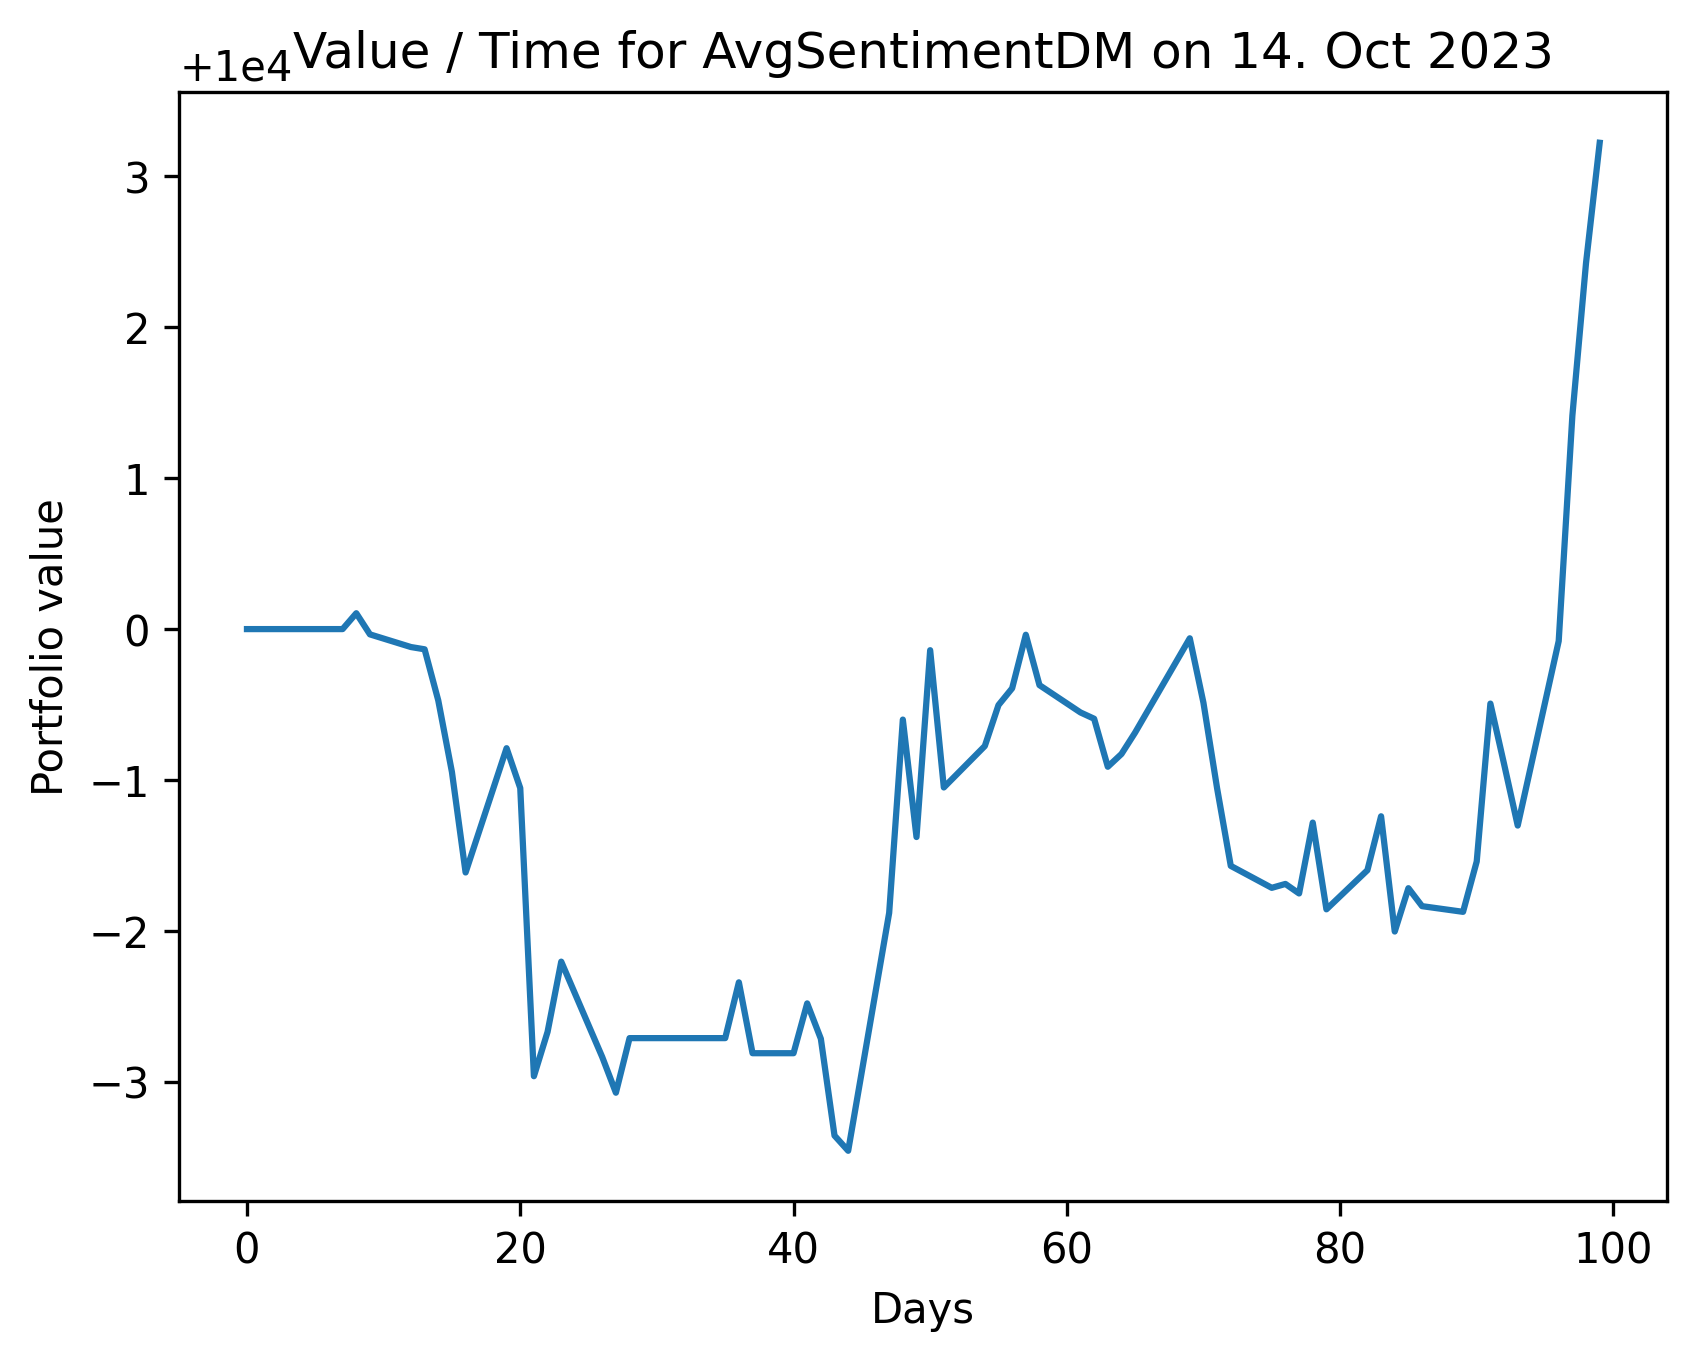 Value / Time for AvgSentimentDM on 14. Oct 2023
+1e4
3
2
1
0
−1
−2
−3
Portfolio value
0 20 40 60 80 100
Days